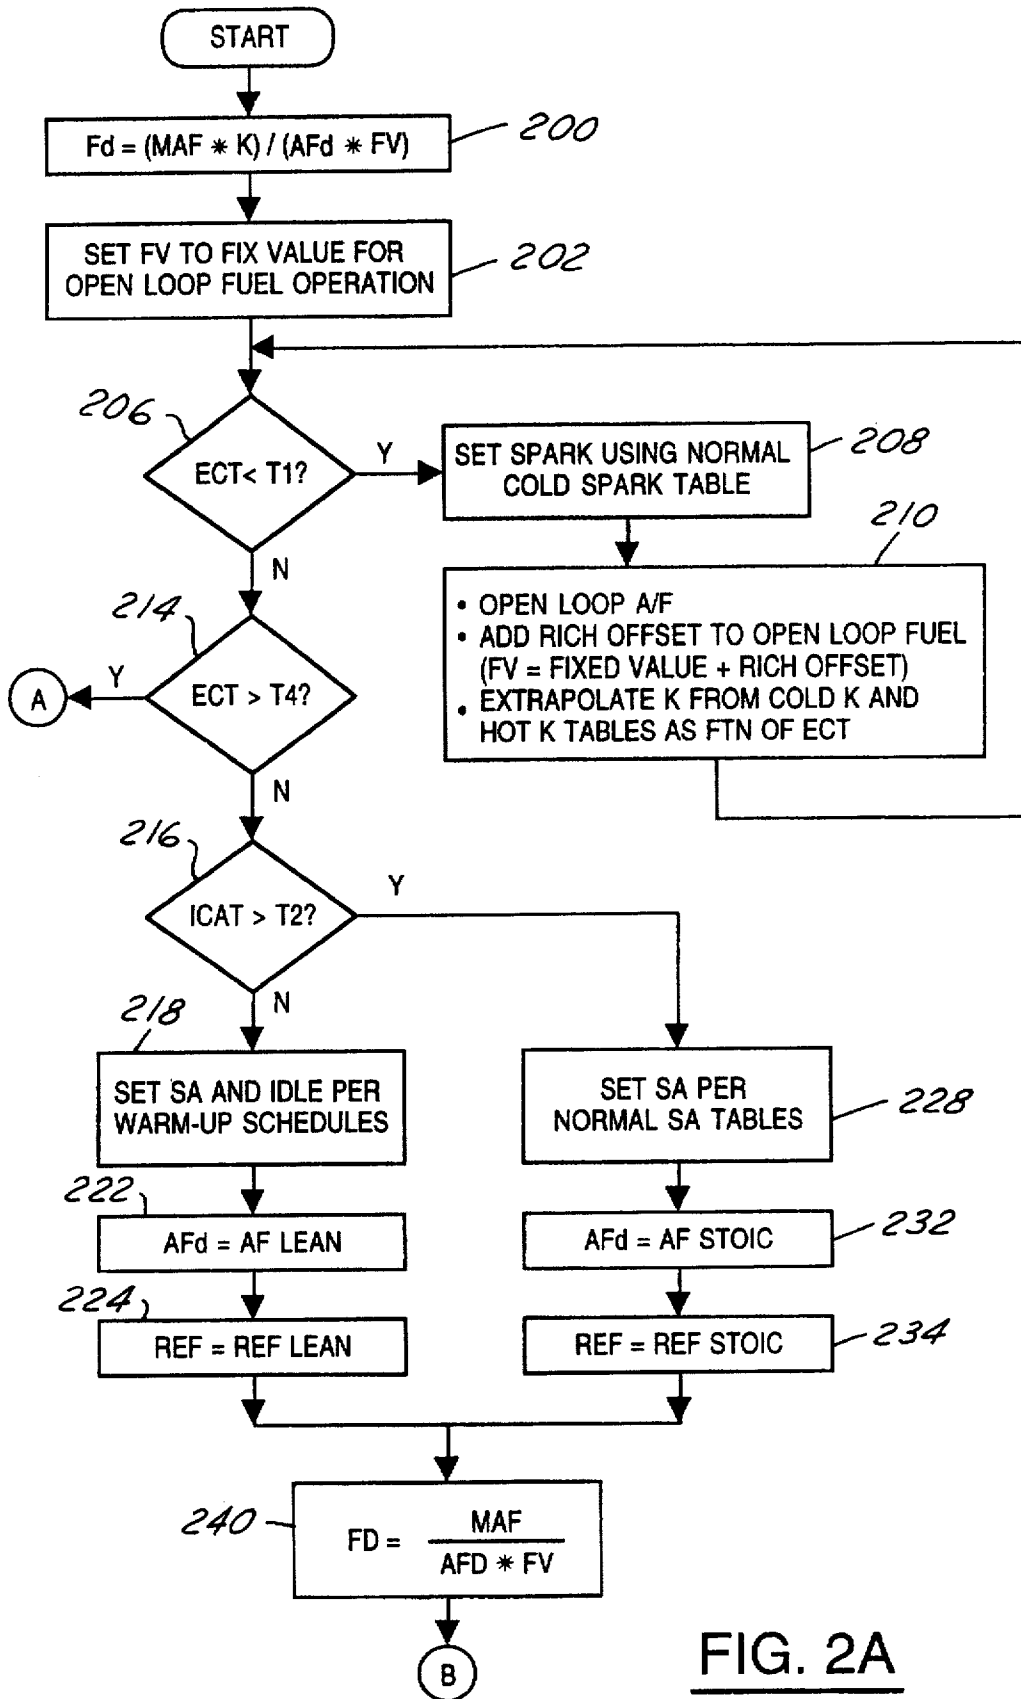 START
Fd = (MAF * K) / (AFd * FV)
200
SET FV TO FIX VALUE FOR
OPEN LOOP FUEL OPERATION
202
206
ECT< T1?
Y
SET SPARK USING NORMAL
COLD SPARK TABLE
208
N
210
• OPEN LOOP A/F
• ADD RICH OFFSET TO OPEN LOOP FUEL
(FV = FIXED VALUE + RICH OFFSET)
• EXTRAPOLATE K FROM COLD K AND
HOT K TABLES AS FTN OF ECT
214
A
Y
ECT > T4?
N
216
ICAT > T2?
Y
N
218
SET SA AND IDLE PER
WARM-UP SCHEDULES
SET SA PER
NORMAL SA TABLES
228
222
AFd = AF LEAN
AFd = AF STOIC
232
224
REF = REF LEAN
REF = REF STOIC
234
240
FD = MAF
AFD * FV
B
FIG. 2A